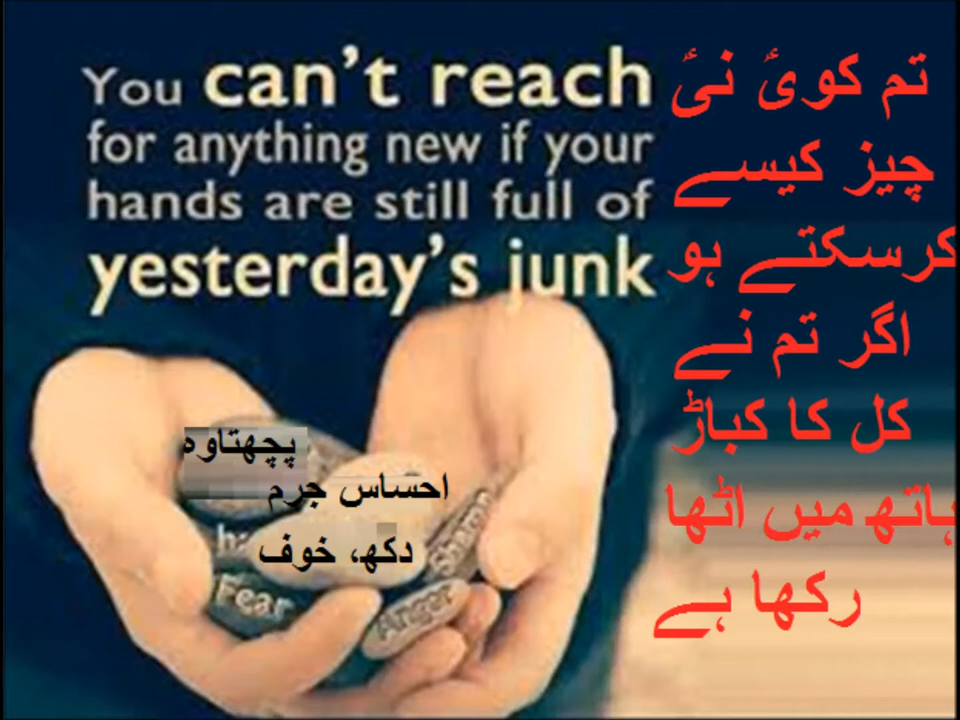 You can't reach
for anything new if your
hands are still full of
yesterday's junk
تم کوئ نئ
چیز کیسے
کرسکتے ہو
اگر تم نے
کل کا کباڑ
ہاتھ میں اٹھا
رکھا ہے
پچھتاوہ
احساس جرم
دکھ، خوف
Shame
Fear
Anger